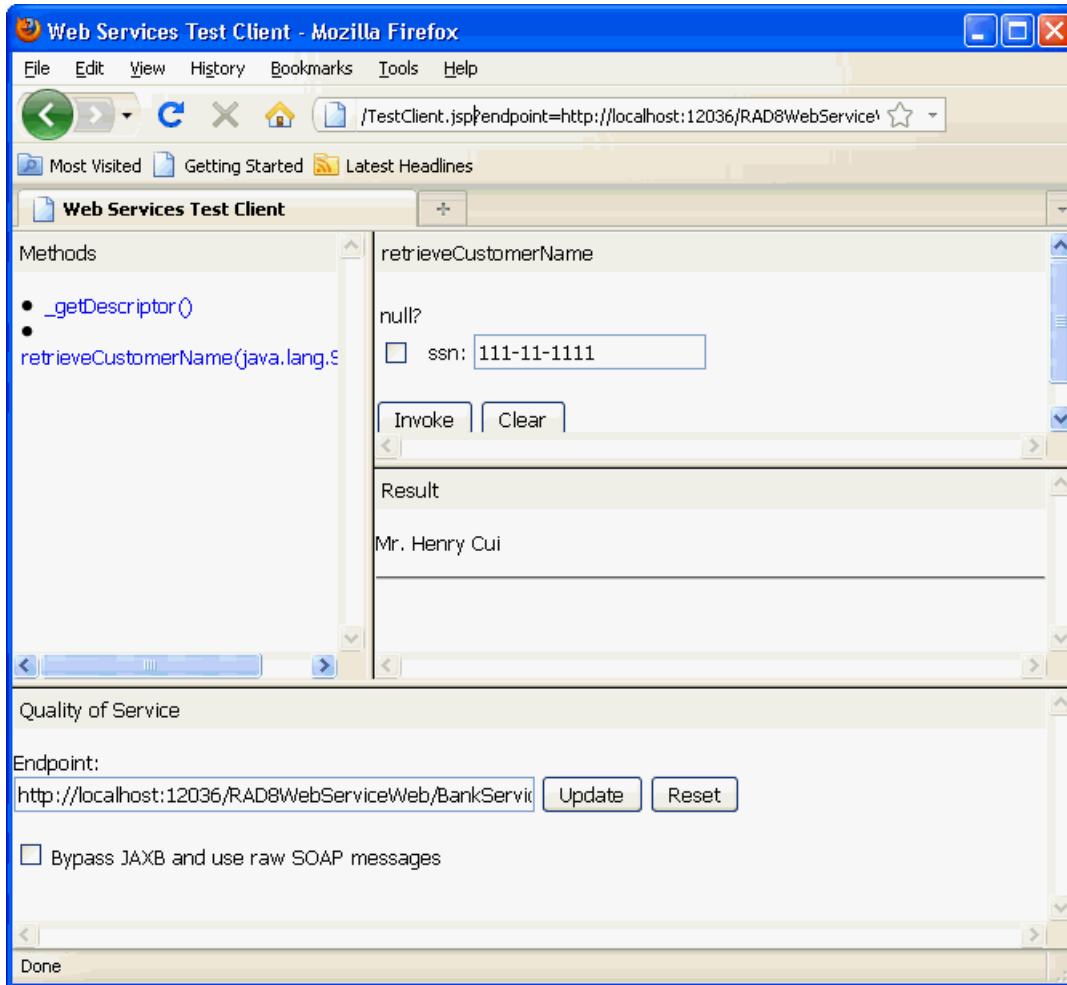 Web Services Test Client - Mozilla Firefox
File Edit View History Bookmarks Tools Help
/TestClient.jsp?endpoint=http://localhost:12036/RAD8WebService
Most Visited Getting Started Latest Headlines
Web Services Test Client
Methods
_getDescriptor()
retrieveCustomerName(java.lang.S
retrieveCustomerName
null?
ssn: 111-11-1111
Invoke Clear
Result
Mr. Henry Cui
Quality of Service
Endpoint:
http://localhost:12036/RAD8WebServiceWeb/BankServic Update Reset
Bypass JAXB and use raw SOAP messages
Done